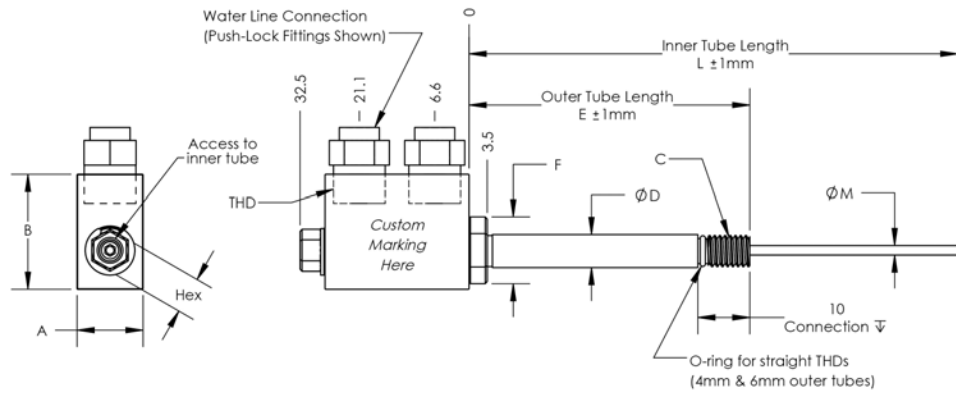 Water Line Connection
(Push-Lock Fittings Shown)
0
Inner Tube Length
L ±1mm
32.5
21.1
6.6
Outer Tube Length
E ±1mm
3.5
Access to
inner tube
F
C
THD
ØD
ØM
B
Custom
Marking
Here
Hex
A
10
Connection ↧
O-ring for straight THDs
(4mm & 6mm outer tubes)